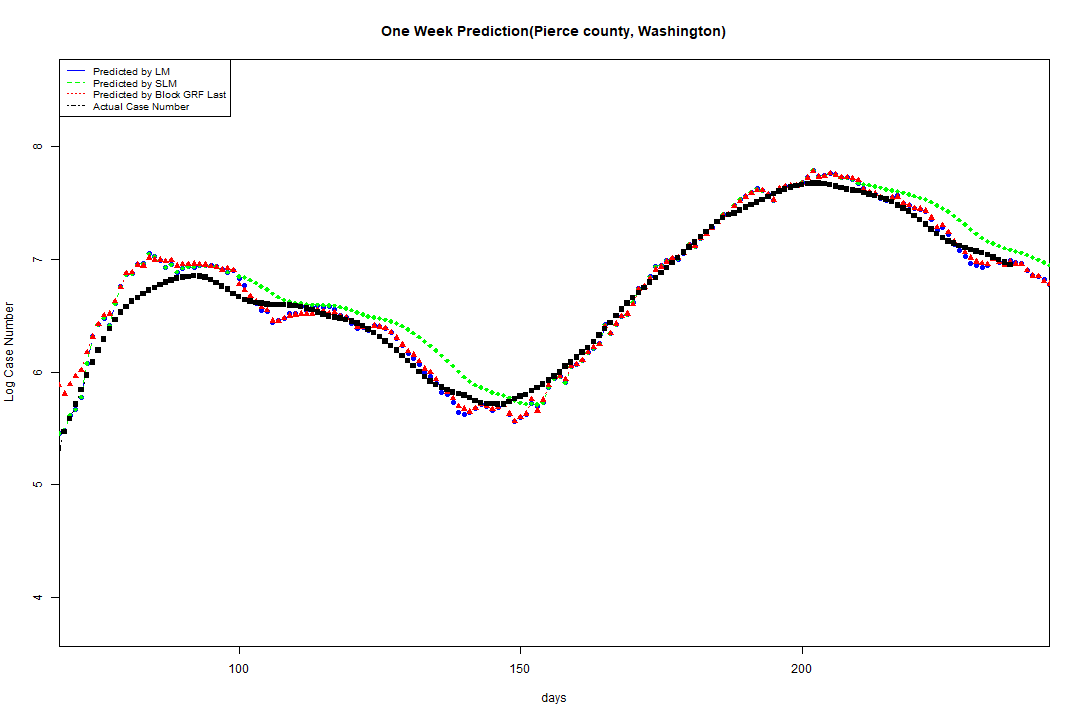 One Week Prediction(Pierce county, Washington)
Predicted by LM
Predicted by SLM
Predicted by Block GRF Last
Actual Case Number
8
7
6
5
4
Log Case Number
100
150
200
days